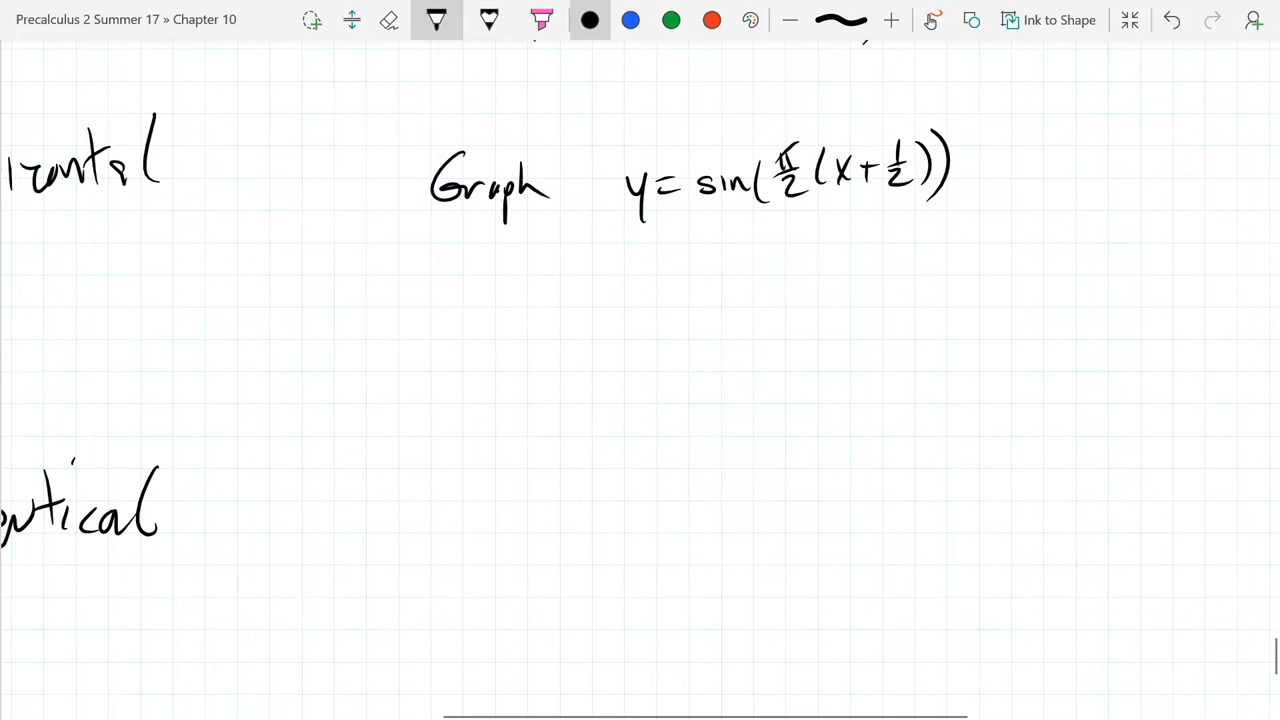 Precalculus 2 Summer 17 » Chapter 10
Ink to Shape
Graph y = sin(π/2(x+1/2))